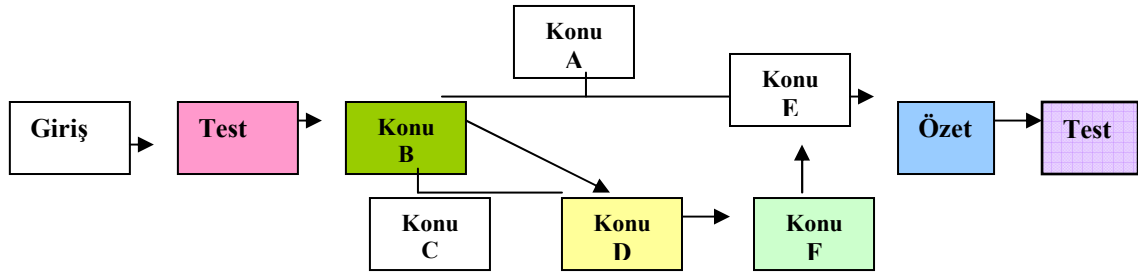 Konu
A
Giriş
Test
Konu
B
Konu
E
Özet
Test
Konu
C
Konu
D
Konu
F